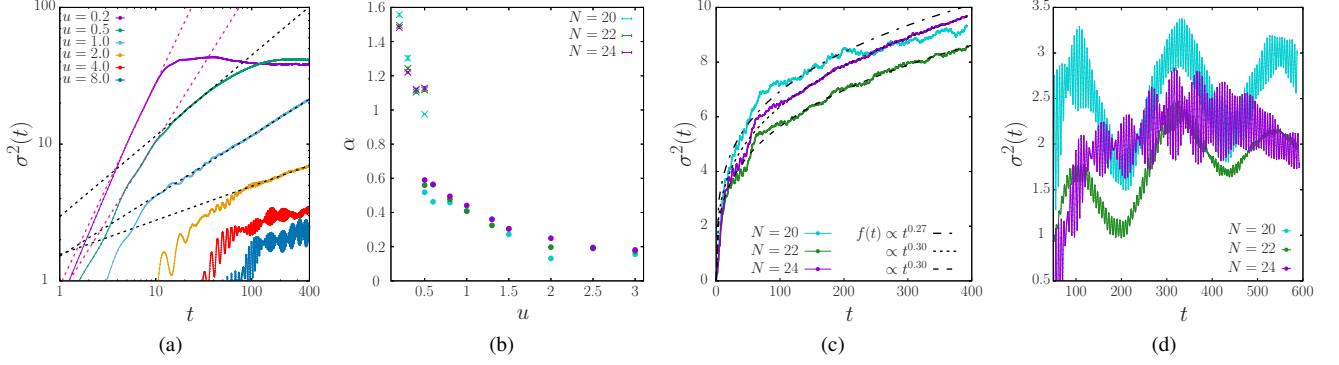 100
10
1
1 10 100 400
σ²(t)
t
u = 0.2
u = 0.5
u = 1.0
u = 2.0
u = 4.0
u = 8.0
(a)
1.6
1.4
1.2
1
0.8
0.6
0.4
0.2
0
0.5 1 1.5 2 2.5 3
α
u
N = 20
N = 22
N = 24
(b)
10
8
6
4
2
0
0 100 200 300 400
σ²(t)
t
N = 20
N = 22
N = 24
f(t) ∝ t^0.27
∝ t^0.30
∝ t^0.30
(c)
3.5
3
2.5
2
1.5
1
0.5
100 200 300 400 500 600
σ²(t)
t
N = 20
N = 22
N = 24
(d)